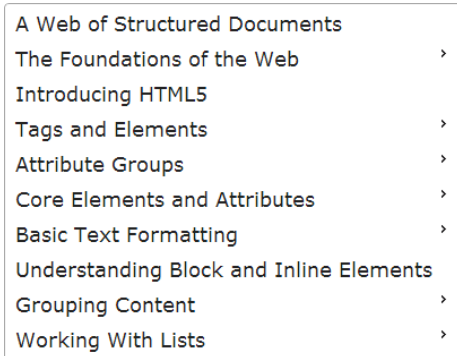 A Web of Structured Documents
The Foundations of the Web ›
Introducing HTML5
Tags and Elements ›
Attribute Groups ›
Core Elements and Attributes ›
Basic Text Formatting ›
Understanding Block and Inline Elements
Grouping Content ›
Working With Lists ›